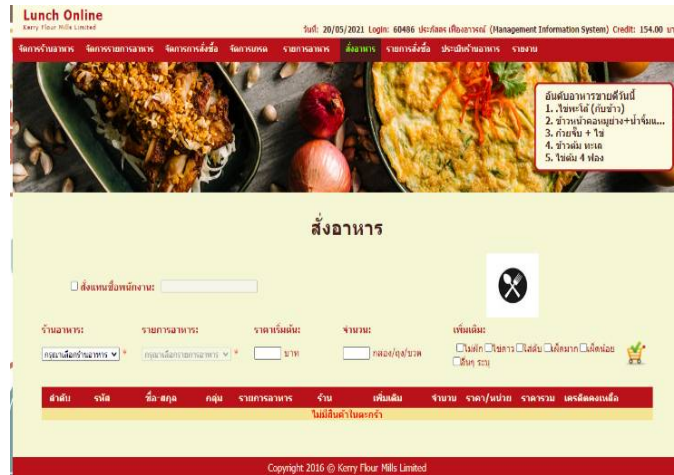 Lunch Online
Kerry Flour Mills Limited
วันที่: 20/05/2021 Login: 60486 ประภัสสร เฟื่องอารมณ์ (Management Information System) Credit: 154.00
จัดการร้านอาหาร จัดการรายการอาหาร จัดการการสั่งซื้อ จัดการเครดิต รายการอาหาร สั่งอาหาร รายการสั่งซื้อ ประเมินร้านอาหาร รายงาน
อันดับอาหารขายดีวันนี้
1. .ไข่พะโล้ (กับข้าว)
2. ข้าวหน้าคอหมูย่าง+น้ำจิ้มแ...
3. ก๋วยจั๊บ + ไข่
4. ข้าวต้ม ทะเล
5. ไข่ต้ม 4 ฟอง
สั่งอาหาร
สั่งแทนชื่อพนักงาน:
ร้านอาหาร: รายการอาหาร: ราคาเริ่มต้น: จำนวน: เพิ่มเติม:
กรุณาเลือกร้านอาหาร * กรุณาเลือกรายการอาหาร * บาท กล่อง/ถุง/ขวด ไม่ผัก ไข่ดาว ไส่ตับ เผ็ดมาก เผ็ดน้อย
อื่นๆ ระบุ
ลำดับ รหัส ชื่อ-สกุล กลุ่ม รายการอาหาร ร้าน เพิ่มเติม จำนวน ราคา/หน่วย ราคารวม เครดิตคงเหลือ
ไม่มีสินค้าในตะกร้า
Copyright 2016 © Kerry Flour Mills Limited